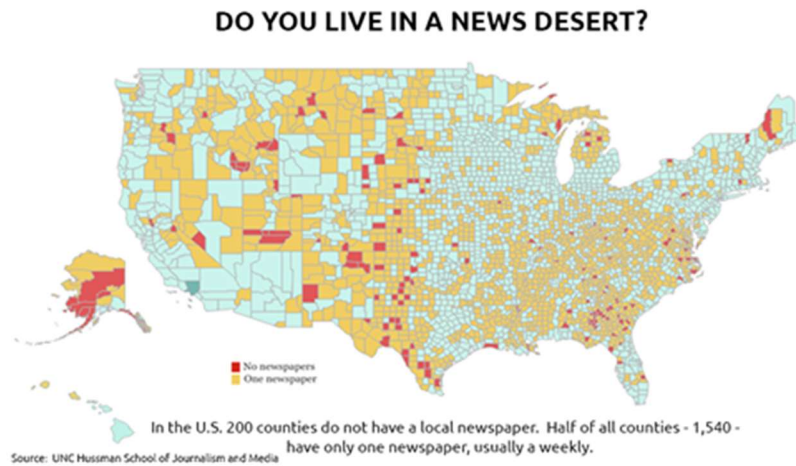 DO YOU LIVE IN A NEWS DESERT?
No newspapers
One newspaper
In the U.S. 200 counties do not have a local newspaper. Half of all counties - 1,540 -
have only one newspaper, usually a weekly.
Source: UNC Hussman School of Journalism and Media